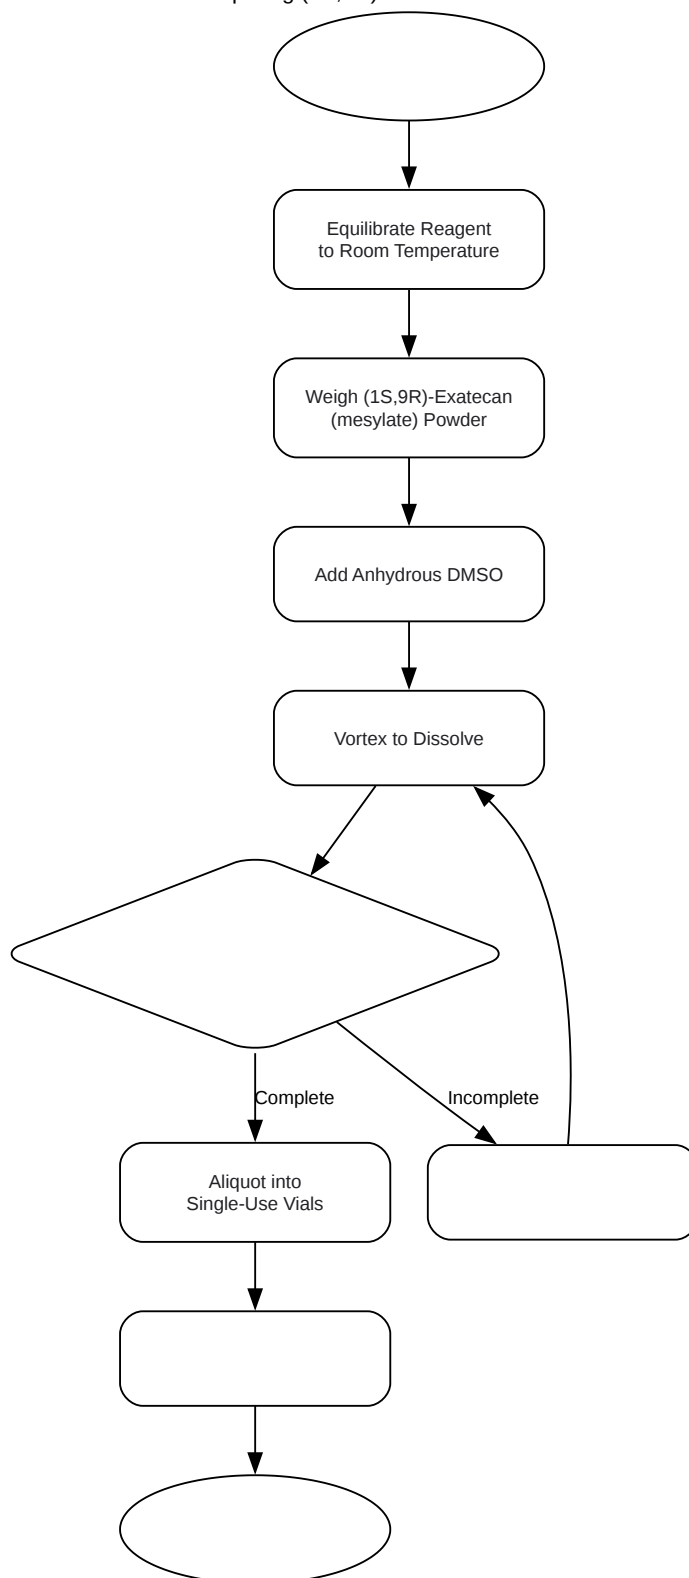 Equilibrate Reagent
to Room Temperature
Weigh (1S,9R)-Exatecan
(mesylate) Powder
Add Anhydrous DMSO
Vortex to Dissolve
Complete
Incomplete
Aliquot into
Single-Use Vials